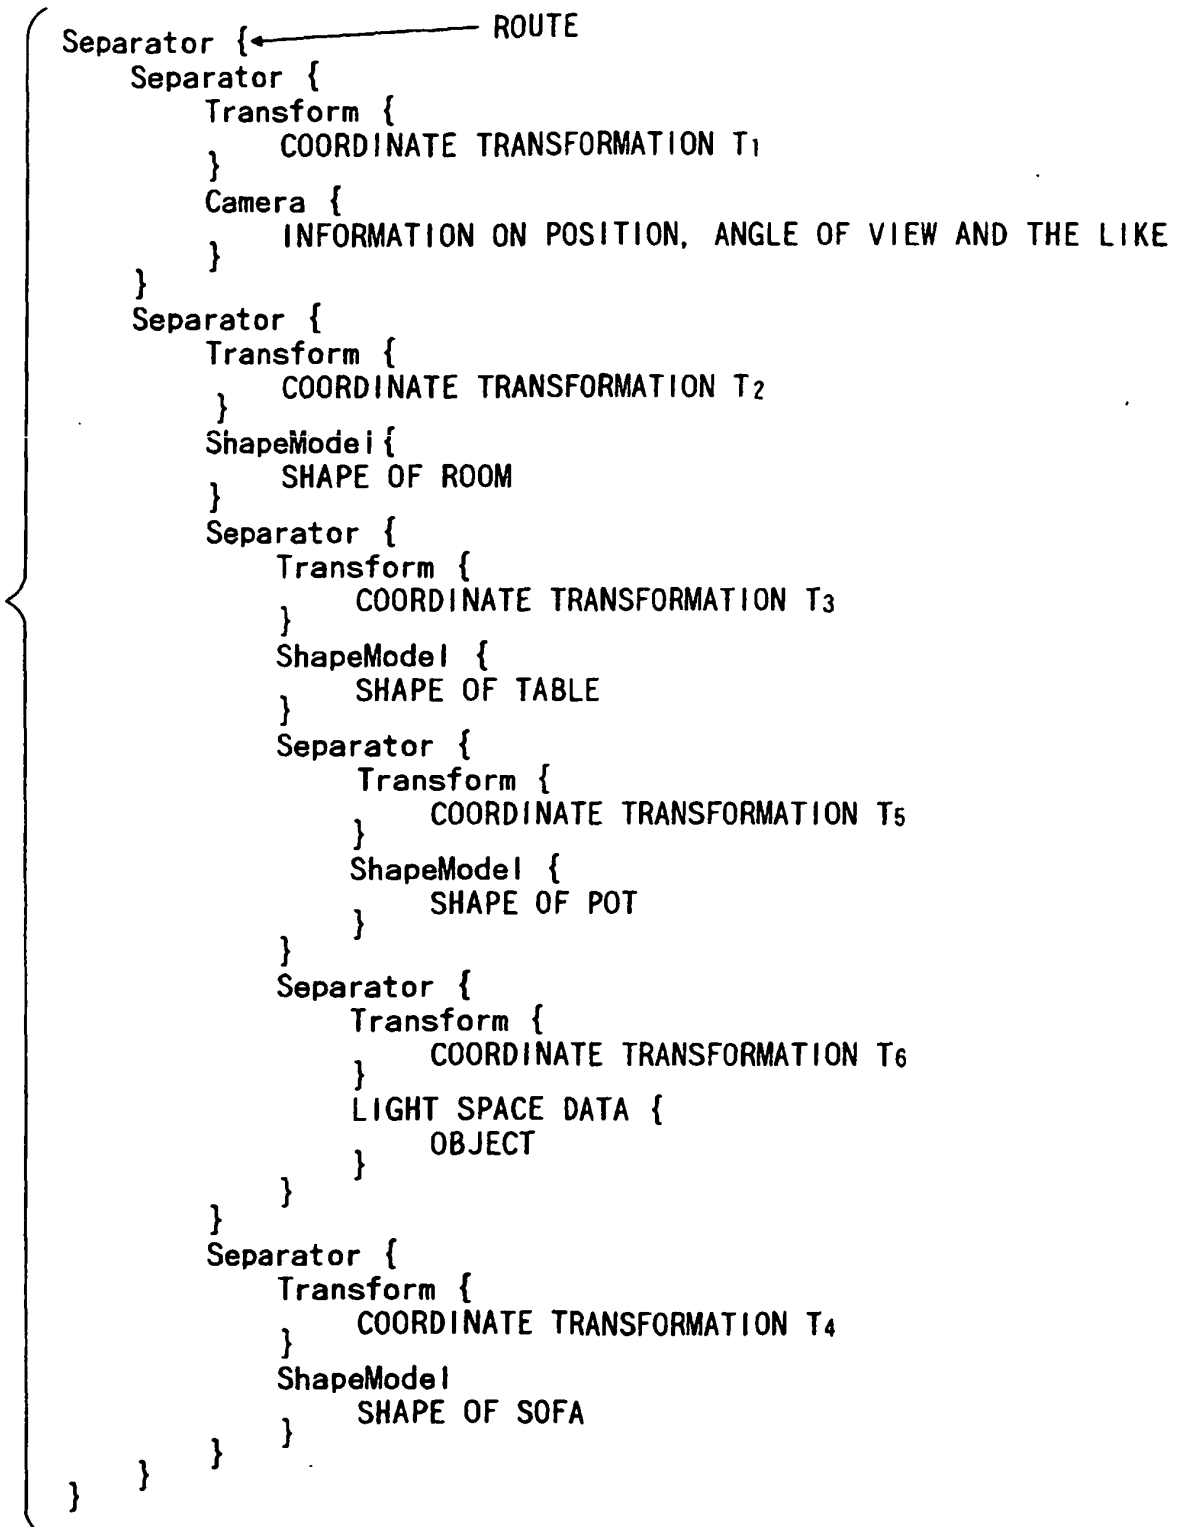 Separator { ROUTE
Separator {
Transform {
COORDINATE TRANSFORMATION T1
}
Camera {
INFORMATION ON POSITION, ANGLE OF VIEW AND THE LIKE
}
}
Separator {
Transform {
COORDINATE TRANSFORMATION T2
}
ShapeModel{
SHAPE OF ROOM
}
Separator {
Transform {
COORDINATE TRANSFORMATION T3
}
ShapeModel {
SHAPE OF TABLE
}
Separator {
Transform {
COORDINATE TRANSFORMATION T5
}
ShapeModel {
SHAPE OF POT
}
}
Separator {
Transform {
COORDINATE TRANSFORMATION T6
}
LIGHT SPACE DATA {
OBJECT
}
}
}
Separator {
Transform {
COORDINATE TRANSFORMATION T4
}
ShapeModel
SHAPE OF SOFA
}
}
}
}